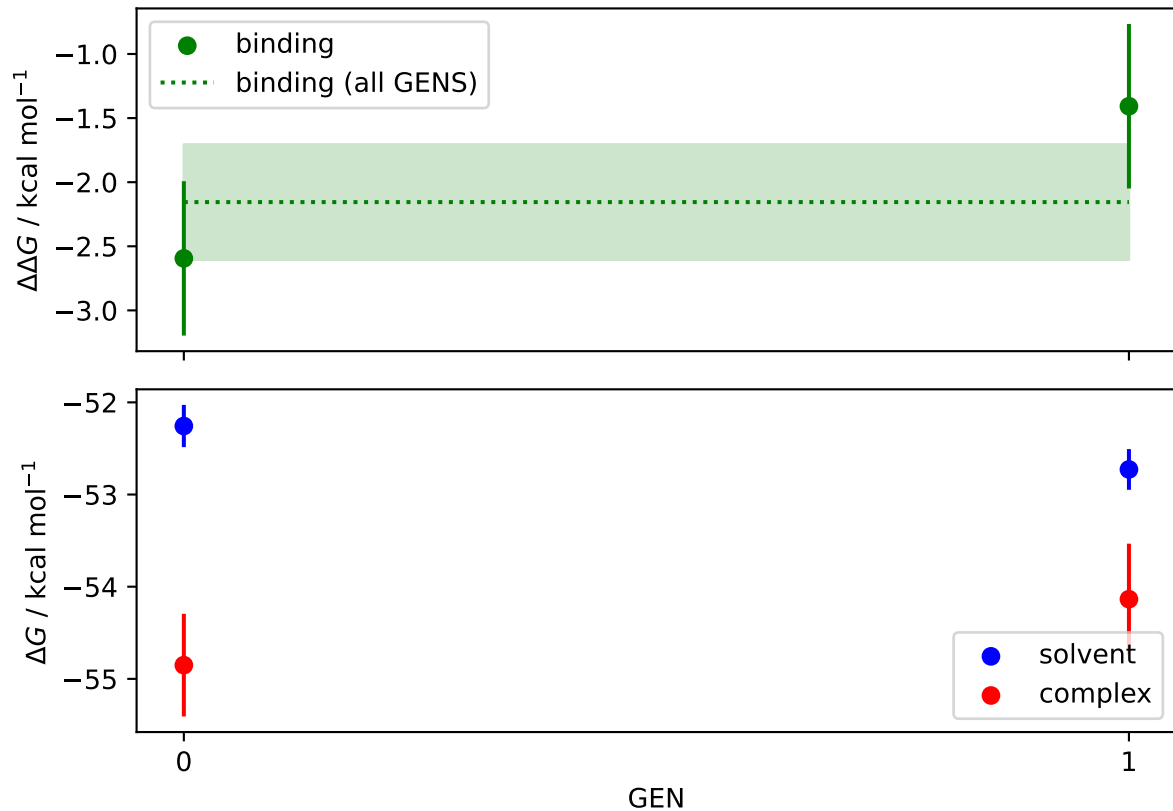 binding
binding (all GENS)
−1.0
−1.5
−2.0
−2.5
−3.0
ΔΔG / kcal mol⁻¹
−52
−53
−54
−55
ΔG / kcal mol⁻¹
solvent
complex
0
1
GEN